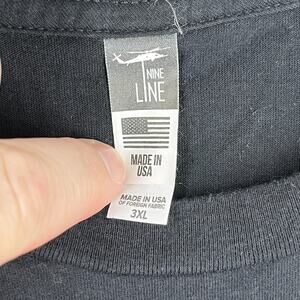 NINE
LINE
MADE IN
USA
MADE IN USA
OF FOREIGN FABRIC
3XL